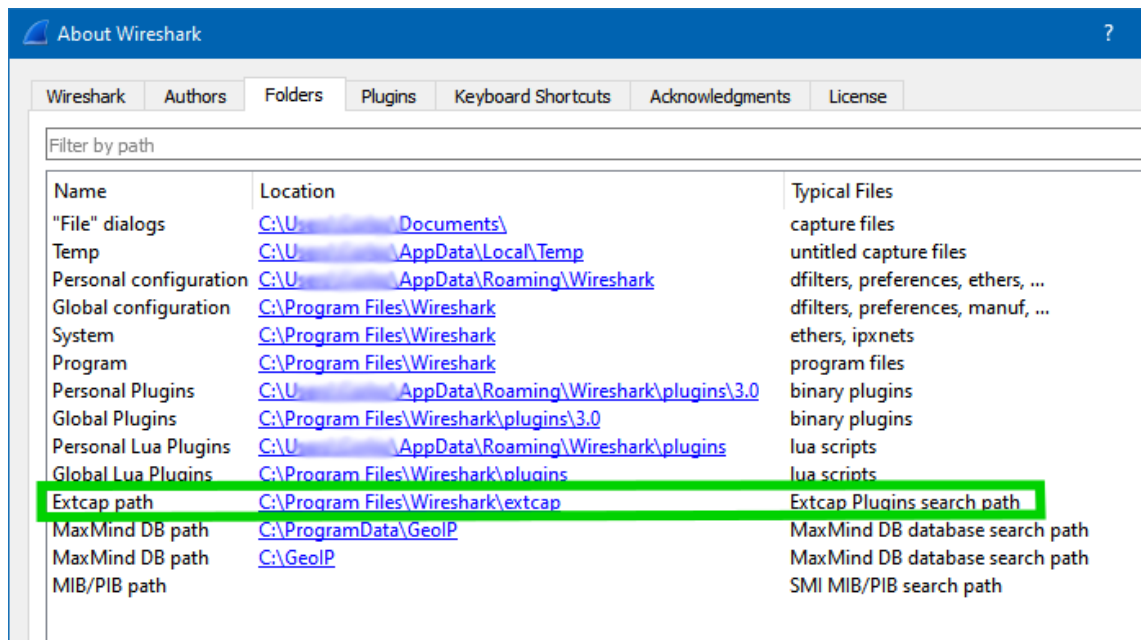 About Wireshark ?
Wireshark Authors Folders Plugins Keyboard Shortcuts Acknowledgments License
Filter by path
Name Location Typical Files
"File" dialogs C:\U \Documents\ capture files
Temp C:\U \AppData\Local\Temp untitled capture files
Personal configuration C:\U \AppData\Roaming\Wireshark dfilters, preferences, ethers, ...
Global configuration C:\Program Files\Wireshark dfilters, preferences, manuf, ...
System C:\Program Files\Wireshark ethers, ipxnets
Program C:\Program Files\Wireshark program files
Personal Plugins C:\U \AppData\Roaming\Wireshark\plugins\3.0 binary plugins
Global Plugins C:\Program Files\Wireshark\plugins\3.0 binary plugins
Personal Lua Plugins C:\U \AppData\Roaming\Wireshark\plugins lua scripts
Global Lua Plugins C:\Program Files\Wireshark\plugins lua scripts
Extcap path C:\Program Files\Wireshark\extcap Extcap Plugins search path
MaxMind DB path C:\ProgramData\GeoIP MaxMind DB database search path
MaxMind DB path C:\GeoIP MaxMind DB database search path
MIB/PIB path SMI MIB/PIB search path